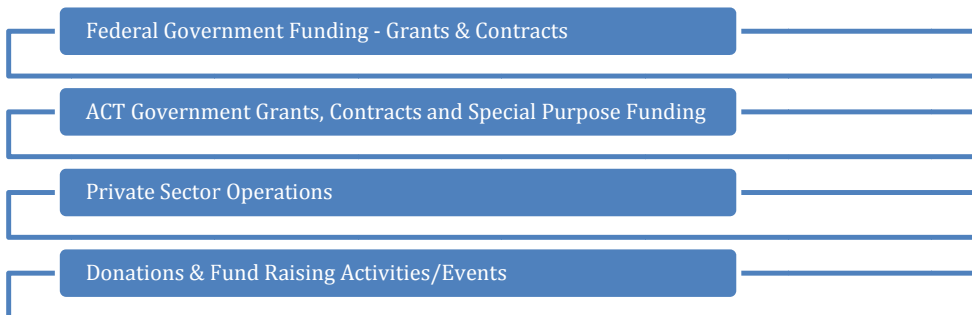 Federal Government Funding - Grants & Contracts
ACT Government Grants, Contracts and Special Purpose Funding
Private Sector Operations
Donations & Fund Raising Activities/Events